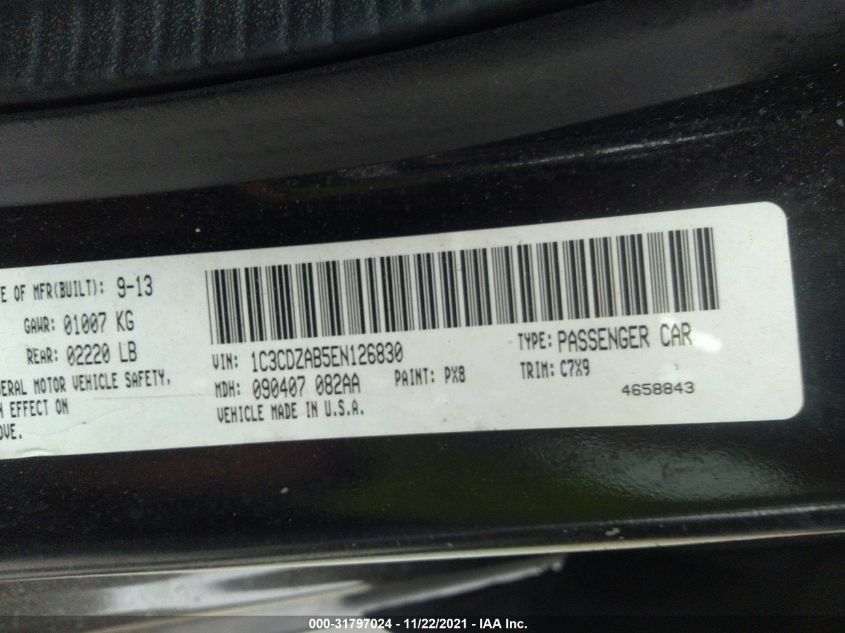 E OF MFR(BUILT): 9-13
GAWR: 01007 KG
REAR: 02220 LB
VIN: 1C3CDZAB5EN126830
TYPE: PASSENGER CAR
ERAL MOTOR VEHICLE SAFETY,
MDH: 090407 082AA
PAINT: PX8
TRIM: C7X9
N EFFECT ON
VEHICLE MADE IN U.S.A.
4658843
OVE.
000-31797024 - 11/22/2021 - IAA Inc.